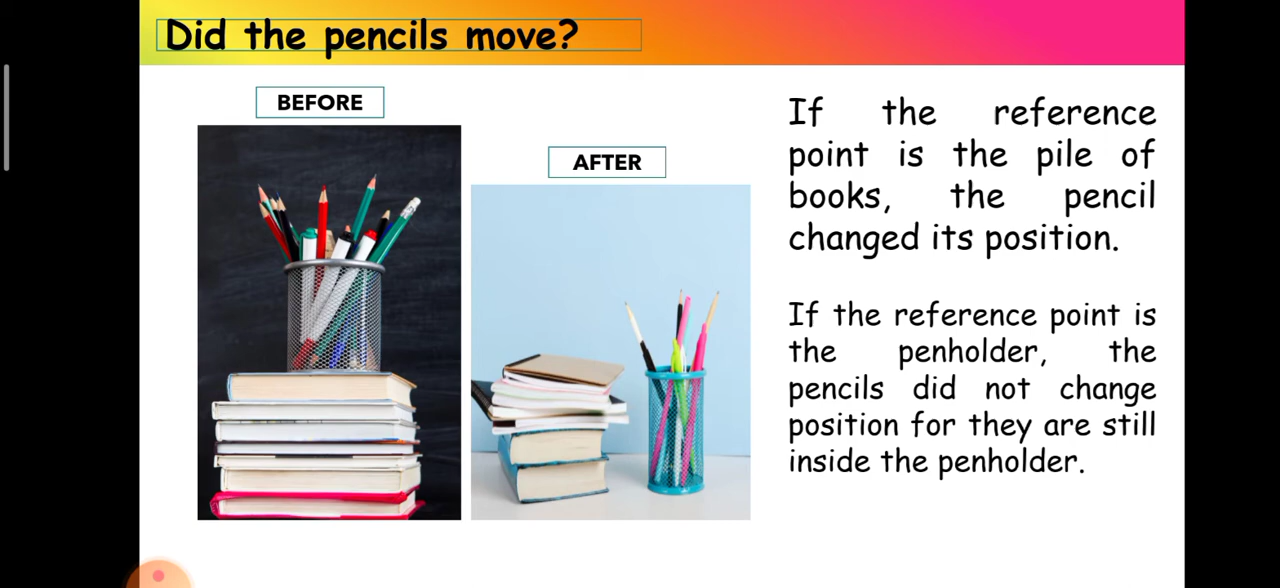 Did the pencils move?
BEFORE
AFTER
If the reference
point is the pile of
books, the pencil
changed its position.
If the reference point is
the penholder, the
pencils did not change
position for they are still
inside the penholder.